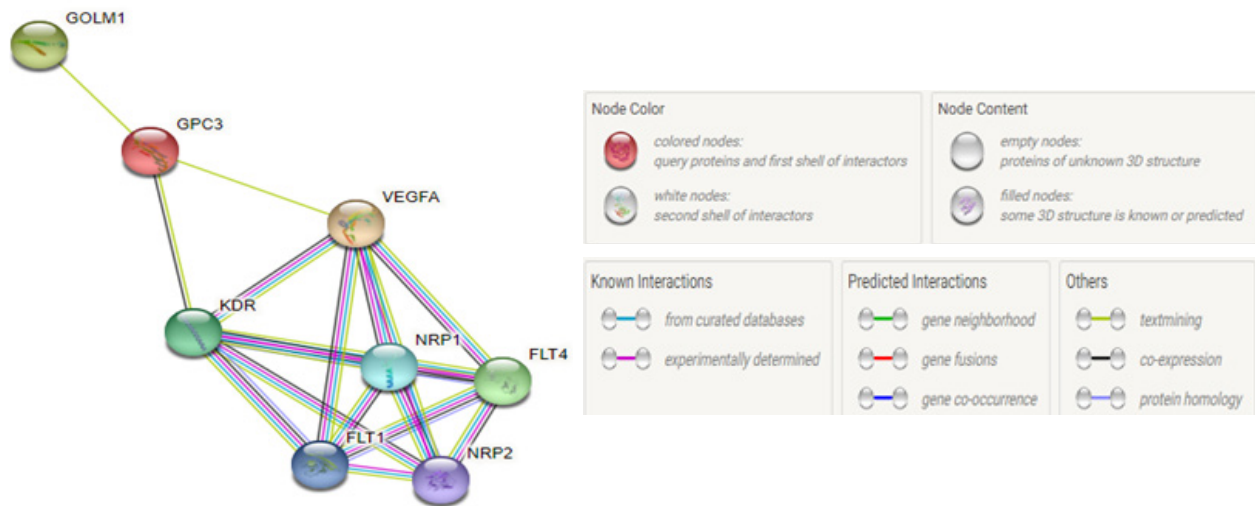 GOLM1
GPC3
VEGFA
KDR
NRP1
FLT4
FLT1
NRP2
Node Color
colored nodes:
query proteins and first shell of interactors
white nodes:
second shell of interactors
Node Content
empty nodes:
proteins of unknown 3D structure
filled nodes:
some 3D structure is known or predicted
Known Interactions
from curated databases
experimentally determined
Predicted Interactions
gene neighborhood
gene fusions
gene co-occurrence
Others
textmining
co-expression
protein homology